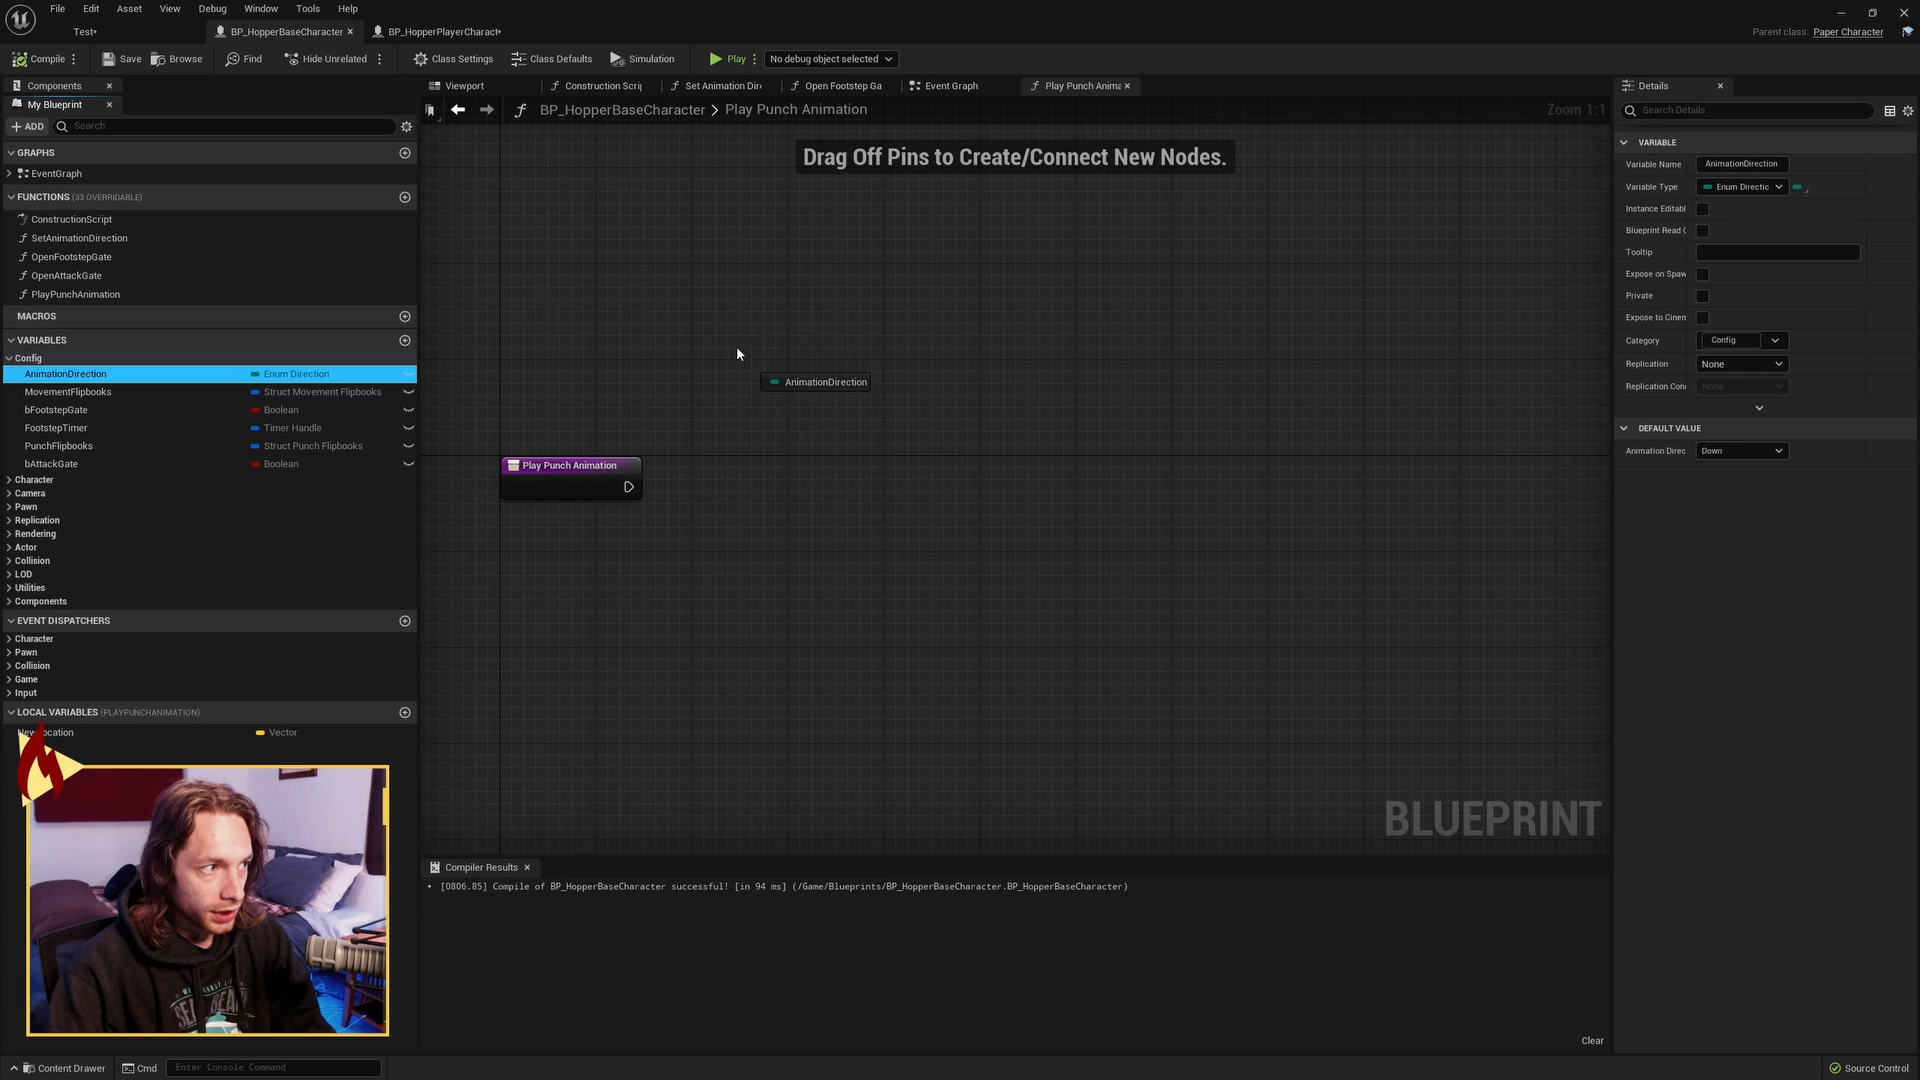 File Edit Asset View Debug Window Tools Help
Test*
BP_HopperBaseCharacter
BP_HopperPlayerCharact*
Parent class: Paper Character
Compile
Save
Browse
Find
Hide Unrelated
Class Settings
Class Defaults
Simulation
Play
No debug object selected
Components
My Blueprint
ADD
Search
GRAPHS
EventGraph
FUNCTIONS (33 OVERRIDABLE)
ConstructionScript
SetAnimationDirection
OpenFootstepGate
OpenAttackGate
PlayPunchAnimation
MACROS
VARIABLES
Config
AnimationDirection Enum Direction
MovementFlipbooks Struct Movement Flipbooks
bFootstepGate Boolean
FootstepTimer Timer Handle
PunchFlipbooks Struct Punch Flipbooks
bAttackGate Boolean
Character
Camera
Pawn
Replication
Rendering
Actor
Collision
LOD
Utilities
Components
EVENT DISPATCHERS
Character
Pawn
Collision
Game
Input
LOCAL VARIABLES (PLAYPUNCHANIMATION)
Vector
Viewport
Construction Scrip
Set Animation Dir
Open Footstep Ga
Event Graph
Play Punch Anima
BP_HopperBaseCharacter > Play Punch Animation
Zoom 1:1
Drag Off Pins to Create/Connect New Nodes.
AnimationDirection
Play Punch Animation
BLUEPRINT
Compiler Results
[0806.85] Compile of BP_HopperBaseCharacter successful! [in 94 ms] (/Game/Blueprints/BP_HopperBaseCharacter.BP_HopperBaseCharacter)
Clear
Details
Search Details
VARIABLE
Variable Name AnimationDirection
Variable Type Enum Directic
Instance Editabl
Blueprint Read
Tooltip
Expose on Spaw
Private
Expose to Cinem
Category Config
Replication None
Replication Con None
DEFAULT VALUE
Animation Direc Down
Content Drawer
Cmd
Enter Console Command
Source Control